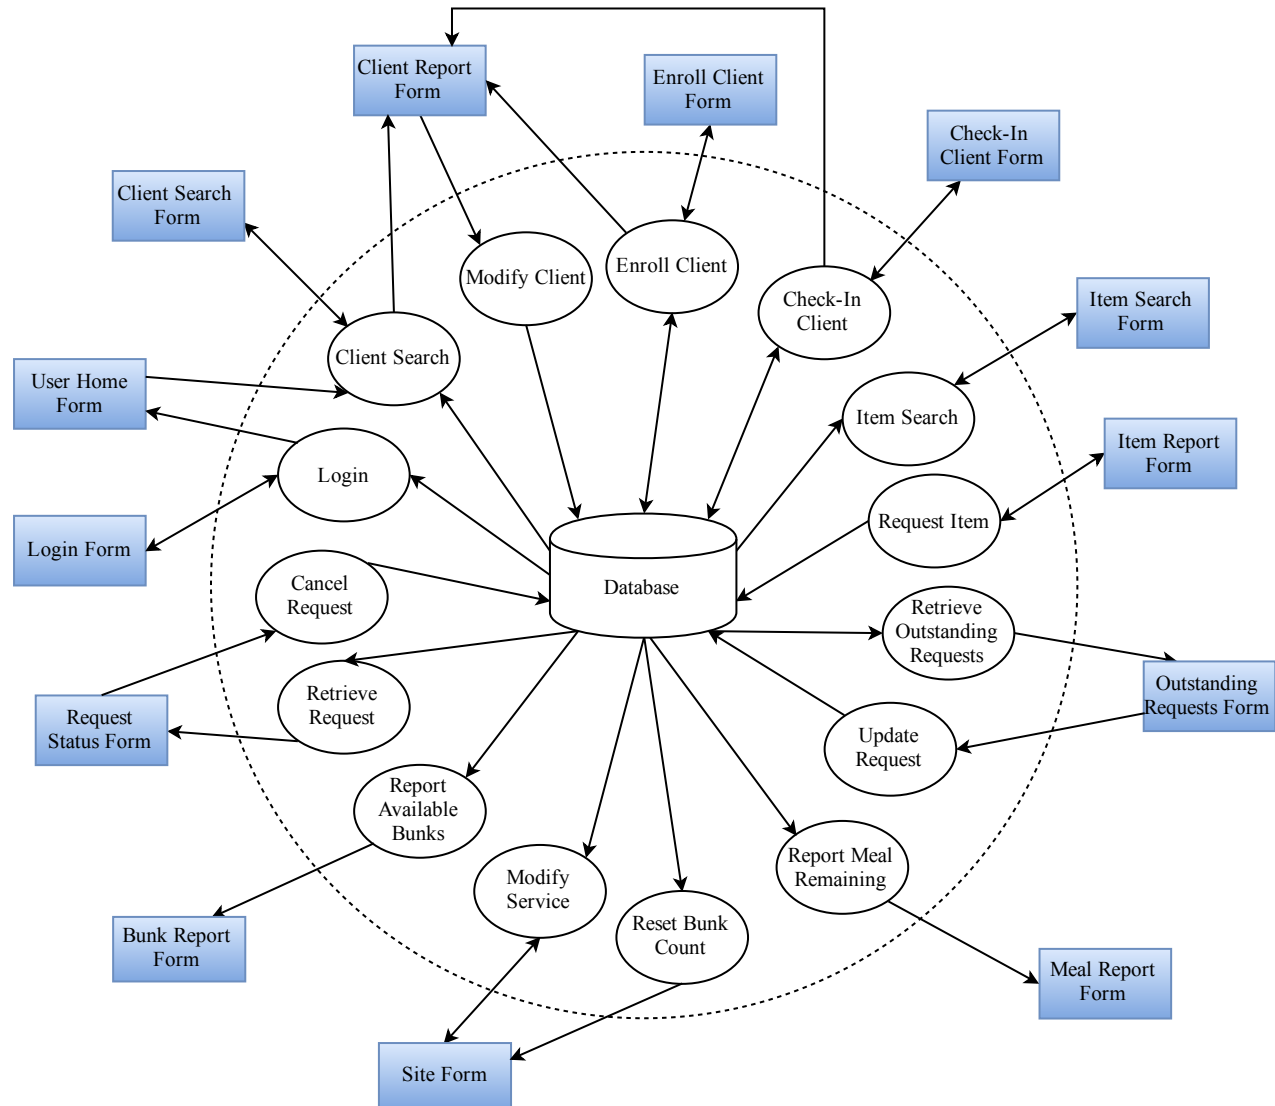 Client Report
Form
Enroll Client
Form
Check-In
Client Form
Client Search
Form
Modify Client
Enroll Client
Check-In
Client
Item Search
Form
Client Search
User Home
Form
Item Search
Item Report
Form
Login
Request Item
Login Form
Cancel
Request
Database
Retrieve
Outstanding
Requests
Retrieve
Request
Request
Status Form
Outstanding
Requests Form
Update
Request
Report
Available
Bunks
Report Meal
Remaining
Modify
Service
Reset Bunk
Count
Bunk Report
Form
Meal Report
Form
Site Form